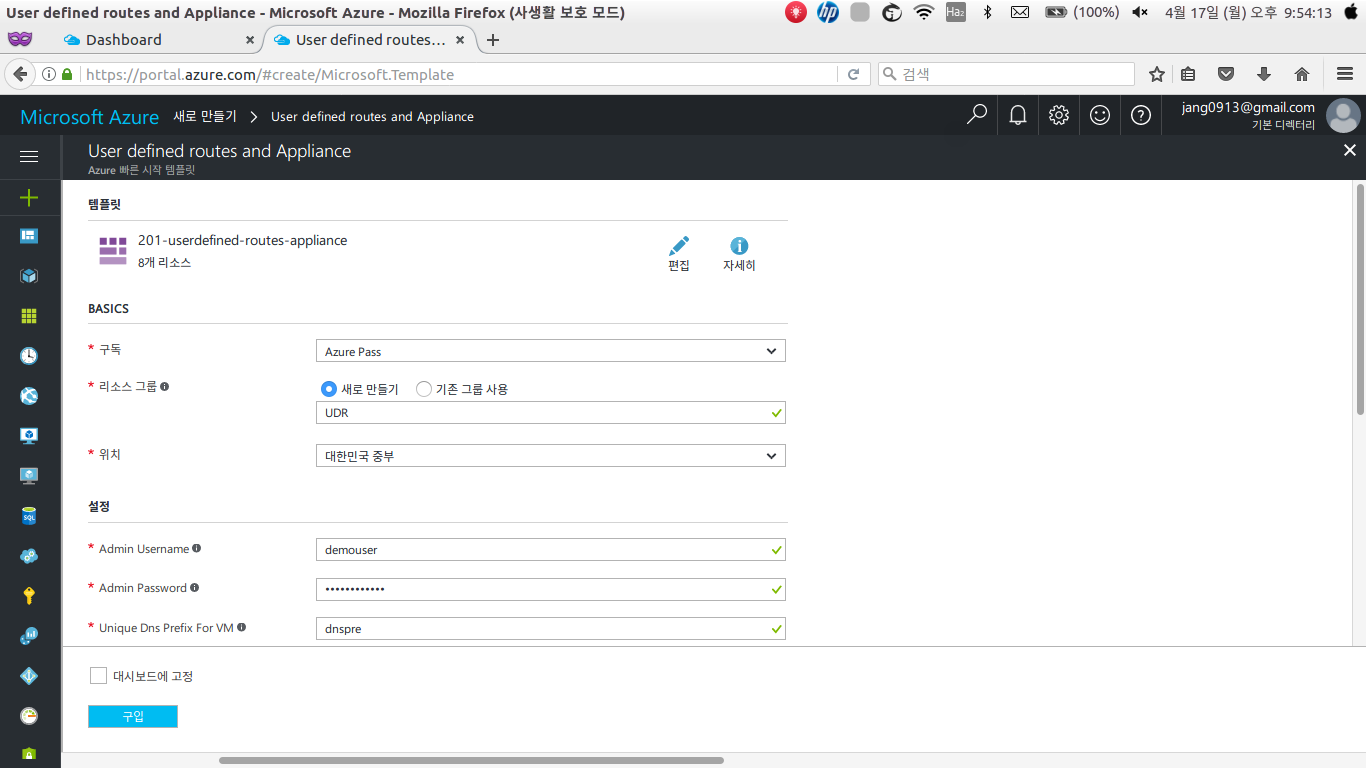 User defined routes and Appliance - Microsoft Azure - Mozilla Firefox (사생활 보호 모드)
hp
Ha2
(100%)
4월 17일 (월) 오후 9:54:13
Dashboard
User defined routes...
https://portal.azure.com/#create/Microsoft.Template
검색
Microsoft Azure
새로 만들기
User defined routes and Appliance
jang0913@gmail.com
기본 디렉터리
User defined routes and Appliance
Azure 빠른 시작 템플릿
템플릿
201-userdefined-routes-appliance
8개 리소스
편집
자세히
BASICS
* 구독
Azure Pass
* 리소스 그룹
새로 만들기
기존 그룹 사용
UDR
* 위치
대한민국 중부
설정
* Admin Username
demouser
* Admin Password
••••••••••••
* Unique Dns Prefix For VM
dnspre
SQL
대시보드에 고정
구입